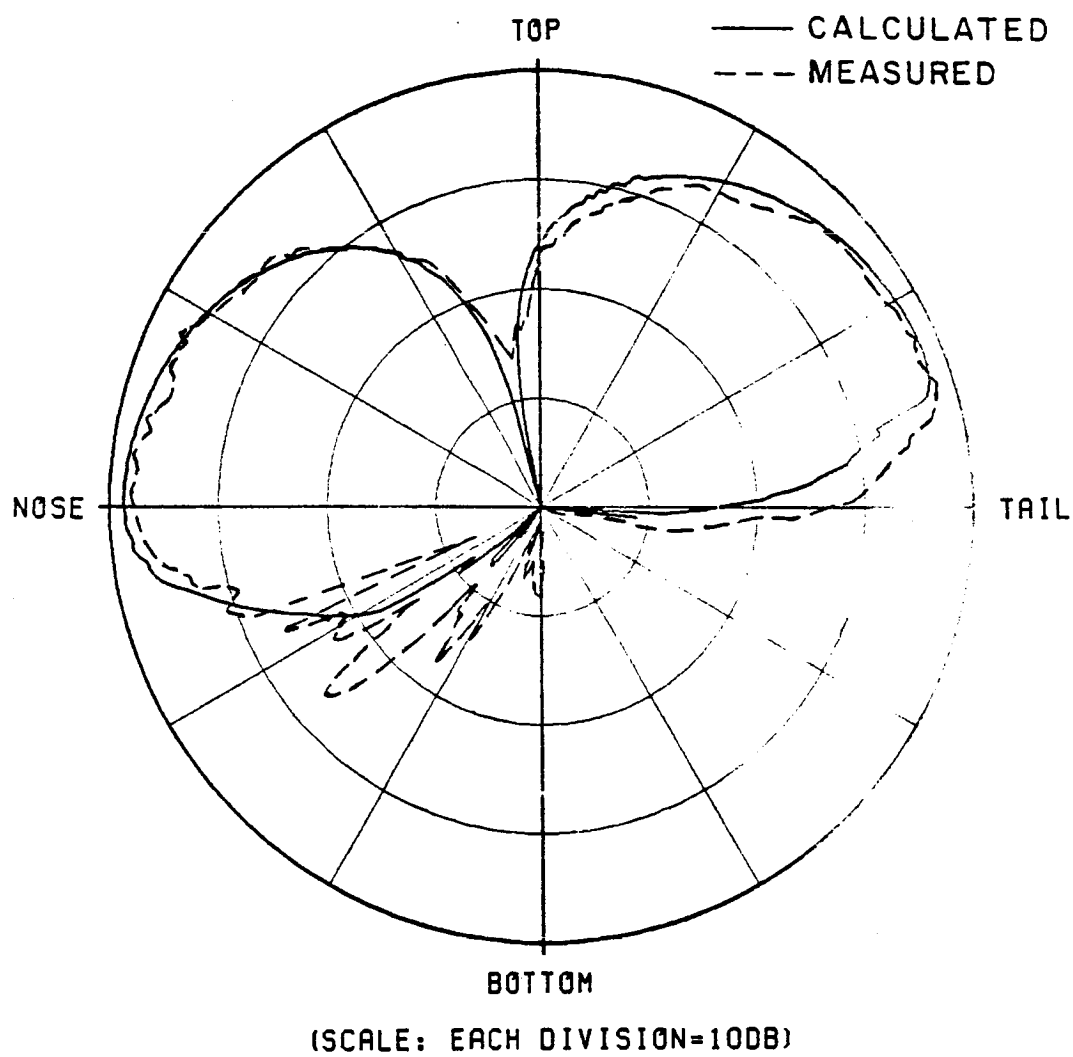 TOP
CALCULATED
MEASURED
NOSE
TAIL
BOTTOM
(SCALE: EACH DIVISION=10DB)